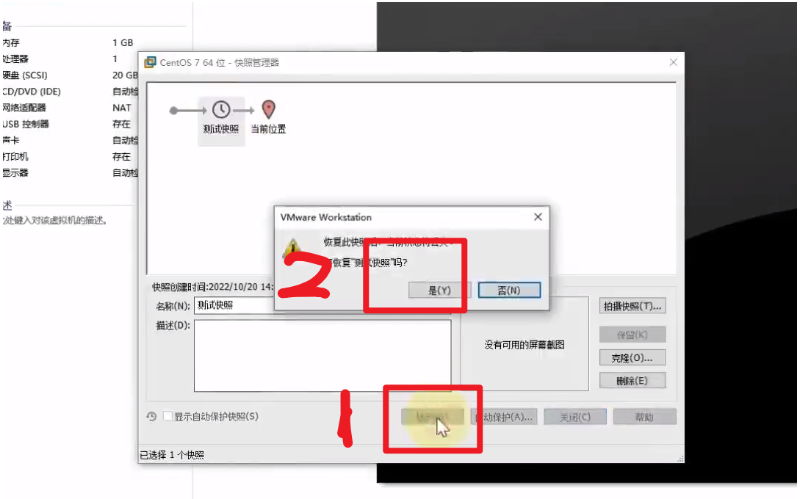 备
内存
1 GB
处理器
1
硬盘 (SCSI)
20 GB
CD/DVD (IDE)
自动检
网络适配器
NAT
USB 控制器
存在
声卡
自动检
打印机
存在
显示器
自动检
述
此处键入对该虚拟机的描述。
CentOS 7 64 位 - 快照管理器
测试快照
当前位置
VMware Workstation
恢复此快照后，当前状态将丢失。
恢复"测试快照"吗?
是(Y)
否(N)
2
快照创建时间:2022/10/20 14:
名称(N):
测试快照
描述(D):
没有可用的屏幕截图
拍摄快照(T)...
保留(K)
克隆(O)...
删除(E)
显示自动保护快照(S)
1
自动保护(A)...
关闭(C)
帮助
已选择 1 个快照